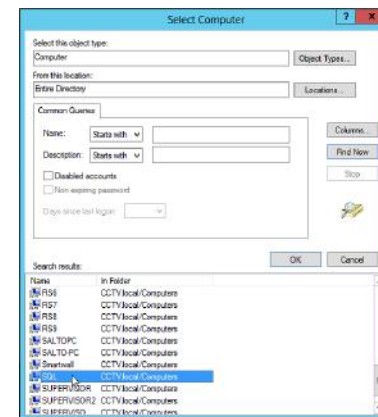 Select Computer
? x
Select this object type:
Computer
Object Types...
From this location:
Entire Directory
Locations...
Common Queries
Name: Starts with
Columns...
Description: Starts with
Find Now
Disabled accounts
Stop
Non expiring password
Days since last logon:
OK Cancel
Search results:
Name In Folder
RS6 CCTV.local/Computers
RS7 CCTV.local/Computers
RS8 CCTV.local/Computers
RS9 CCTV.local/Computers
SALTOPC CCTV.local/Computers
SALTO-PC CCTV.local/Computers
Smartwall CCTV.local/Computers
SQL CCTV.local/Computers
SUPERVISOR CCTV.local/Computers
SUPERVISOR2 CCTV.local/Computers